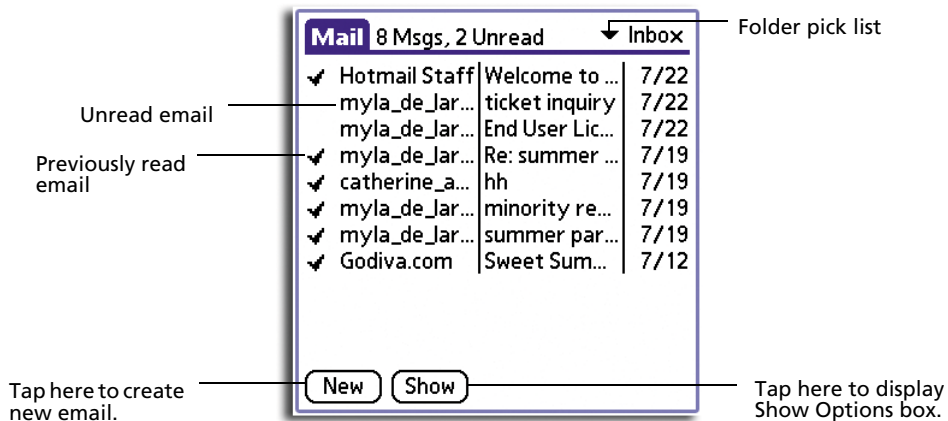 Mail 8 Msgs, 2 Unread Inbox
Folder pick list
Hotmail Staff Welcome to ... 7/22
myla_de_lar... ticket inquiry 7/22
Unread email
myla_de_lar... End User Lic... 7/22
myla_de_lar... Re: summer ... 7/19
Previously read
email
catherine_a... hh 7/19
myla_de_lar... minority re... 7/19
myla_de_lar... summer par... 7/19
Godiva.com Sweet Sum... 7/12
New Show
Tap here to create
new email.
Tap here to display
Show Options box.